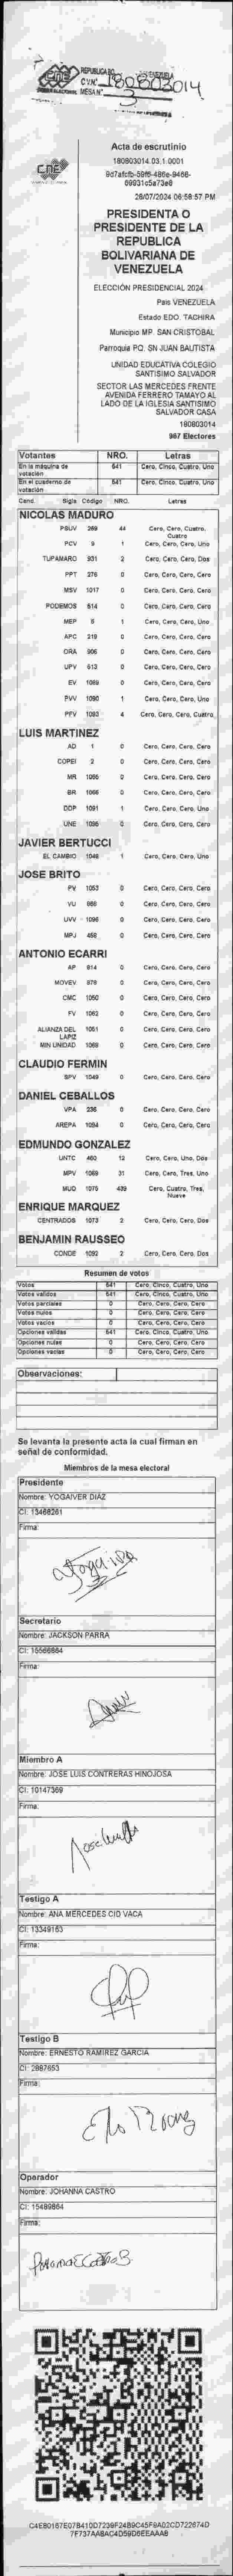 CNE
REPUBLICA BO
VENEZUELA
C.V.N° 180803014
MESA N° 3
CNE
Acta de escrutinio
180803014.03.1.0001
28/07/2024 06:58:57 PM
PRESIDENTA O
PRESIDENTE DE LA
REPUBLICA
BOLIVARIANA DE
VENEZUELA
ELECCIÓN PRESIDENCIAL 2024
País VENEZUELA
Estado EDO. TACHIRA
Municipio MP. SAN CRISTOBAL
Parroquia PQ. SN JUAN BAUTISTA
UNIDAD EDUCATIVA COLEGIO
SANTISIMO SALVADOR
SECTOR LAS MERCEDES FRENTE
AVENIDA FERRERO TAMAYO AL
LADO DE LA IGLESIA SANTISIMO
SALVADOR CASA
180803014
987 Electores
Votantes NRO. Letras
En la máquina de votación 541 Cero, Cinco, Cuatro, Uno
En el cuaderno de votación 541 Cero, Cinco, Cuatro, Uno
Cand. Sigla Código NRO. Letras
NICOLAS MADURO
PSUV 269 44 Cero, Cero, Cuatro, Cuatro
PCV 9 1 Cero, Cero, Cero, Uno
TUPAMARO 931 2 Cero, Cero, Cero, Dos
PPT 276 0 Cero, Cero, Cero, Cero
MSV 1017 0 Cero, Cero, Cero, Cero
PODEMOS 514 0 Cero, Cero, Cero, Cero
MEP 5 1 Cero, Cero, Cero, Uno
APC 219 0 Cero, Cero, Cero, Cero
ORA 906 0 Cero, Cero, Cero, Cero
UPV 613 0 Cero, Cero, Cero, Cero
EV 1089 0 Cero, Cero, Cero, Cero
PVV 1090 1 Cero, Cero, Cero, Uno
PFV 1093 4 Cero, Cero, Cero, Cuatro
LUIS MARTINEZ
AD 1 0 Cero, Cero, Cero, Cero
COPEI 2 0 Cero, Cero, Cero, Cero
MR 1055 0 Cero, Cero, Cero, Cero
BR 1066 0 Cero, Cero, Cero, Cero
DDP 1091 1 Cero, Cero, Cero, Uno
UNE 1095 0 Cero, Cero, Cero, Cero
JAVIER BERTUCCI
EL CAMBIO 1048 1 Cero, Cero, Cero, Uno
JOSE BRITO
PV 1053 0 Cero, Cero, Cero, Cero
VU 968 0 Cero, Cero, Cero, Cero
UVV 1096 0 Cero, Cero, Cero, Cero
MPJ 458 0 Cero, Cero, Cero, Cero
ANTONIO ECARRI
AP 814 0 Cero, Cero, Cero, Cero
MOVEV 979 0 Cero, Cero, Cero, Cero
CMC 1050 0 Cero, Cero, Cero, Cero
FV 1062 0 Cero, Cero, Cero, Cero
ALIANZA DEL LAPIZ 1051 0 Cero, Cero, Cero, Cero
MIN UNIDAD 1068 0 Cero, Cero, Cero, Cero
CLAUDIO FERMIN
SPV 1049 0 Cero, Cero, Cero, Cero
DANIEL CEBALLOS
VPA 236 0 Cero, Cero, Cero, Cero
AREPA 1094 0 Cero, Cero, Cero, Cero
EDMUNDO GONZALEZ
UNTC 460 12 Cero, Cero, Uno, Dos
MPV 1069 31 Cero, Cero, Tres, Uno
MUD 1075 439 Cero, Cuatro, Tres, Nueve
ENRIQUE MARQUEZ
CENTRADOS 1073 2 Cero, Cero, Cero, Dos
BENJAMIN RAUSSEO
CONDE 1092 2 Cero, Cero, Cero, Dos
Resumen de votos
Votos 541 Cero, Cinco, Cuatro, Uno
Votos validos 541 Cero, Cinco, Cuatro, Uno
Votos parciales 0 Cero, Cero, Cero, Cero
Votos nulos 0 Cero, Cero, Cero, Cero
Votos vacios 0 Cero, Cero, Cero, Cero
Opciones validas 541 Cero, Cinco, Cuatro, Uno
Opciones nulas 0 Cero, Cero, Cero, Cero
Opciones vacias 0 Cero, Cero, Cero, Cero
Observaciones:
Se levanta la presente acta la cual firman en
señal de conformidad.
Miembros de la mesa electoral
Presidente
Nombre: YOGAIVER DIAZ
CI: 13468261
Firma:
Secretario
Nombre: JACKSON PARRA
CI: 15566864
Firma:
Miembro A
Nombre: JOSE LUIS CONTRERAS HINOJOSA
CI: 10147369
Firma:
Testigo A
Nombre: ANA MERCEDES CID VACA
CI: 13349163
Firma:
Testigo B
Nombre: ERNESTO RAMIREZ GARCIA
CI: 2887653
Firma:
Operador
Nombre: JOHANNA CASTRO
CI: 15489864
Firma: